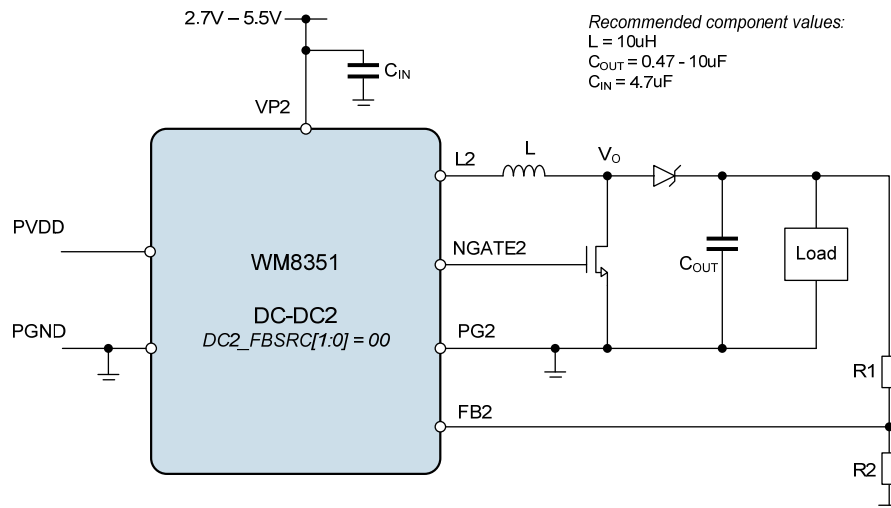 2.7V – 5.5V
Recommended component values:
L = 10uH
COUT = 0.47 - 10uF
CIN = 4.7uF
CIN
VP2
L2
L
VO
PVDD
NGATE2
WM8351
COUT
Load
DC-DC2
DC2_FBSRC[1:0] = 00
PGND
PG2
R1
FB2
R2